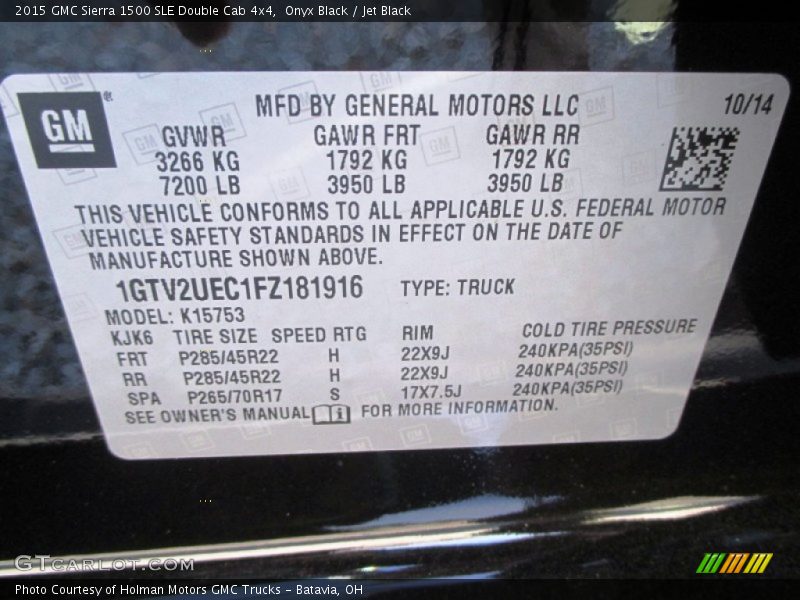 2015 GMC Sierra 1500 SLE Double Cab 4x4, Onyx Black / Jet Black
GM®
MFD BY GENERAL MOTORS LLC 10/14
GVWR GAWR FRT GAWR RR
3266 KG 1792 KG 1792 KG
7200 LB 3950 LB 3950 LB
THIS VEHICLE CONFORMS TO ALL APPLICABLE U.S. FEDERAL MOTOR
VEHICLE SAFETY STANDARDS IN EFFECT ON THE DATE OF
MANUFACTURE SHOWN ABOVE.
1GTV2UEC1FZ181916 TYPE: TRUCK
MODEL: K15753
KJK6 TIRE SIZE SPEED RTG RIM COLD TIRE PRESSURE
FRT P285/45R22 H 22X9J 240KPA(35PSI)
RR P285/45R22 H 22X9J 240KPA(35PSI)
SPA P265/70R17 S 17X7.5J 240KPA(35PSI)
SEE OWNER'S MANUAL FOR MORE INFORMATION.
GTCarLot.com
Photo Courtesy of Holman Motors GMC Trucks - Batavia, OH